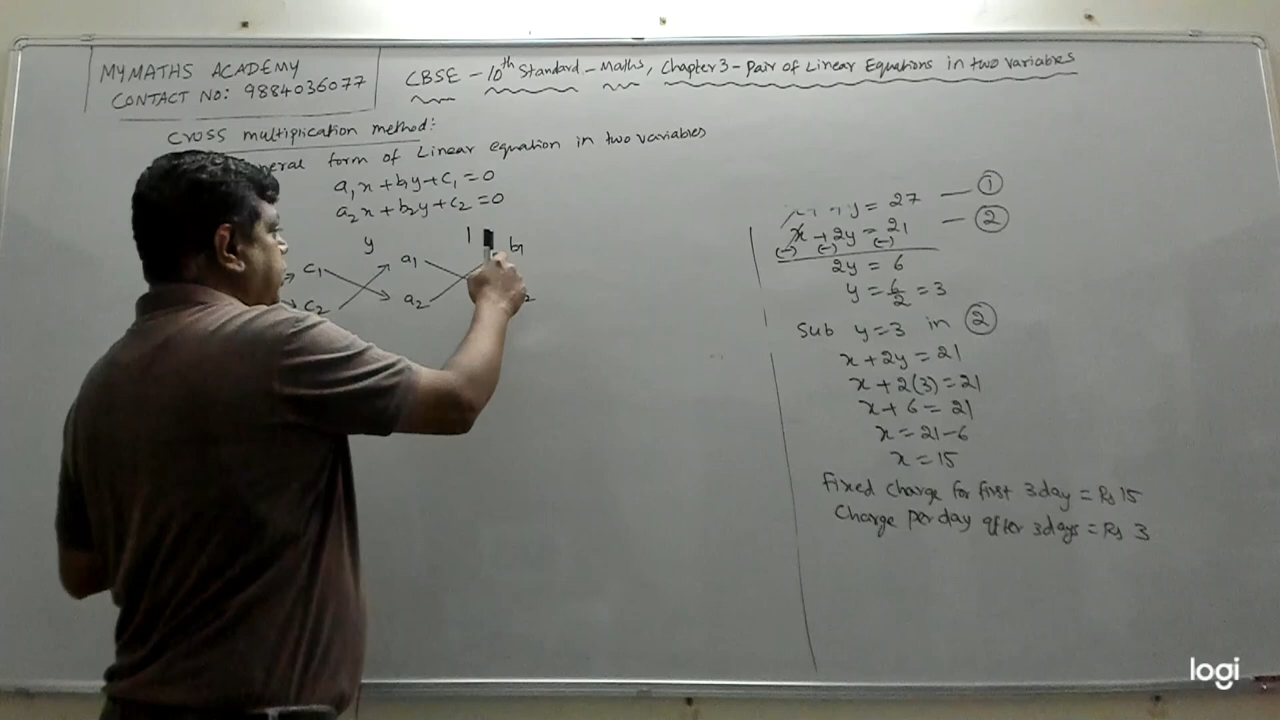 MYMATHS ACADEMY
CONTACT NO: 9884036077
CBSE - 10th Standard - Maths, Chapter 3 - Pair of Linear Equations in two variables
Cross multiplication method:
form of Linear equation in two variables
a₁x + b₁y + c₁ = 0
a₂x + b₂y + c₂ = 0
y 1
c₁ a₁ b₁
c₂ a₂ 2
y = 27 — ①
x + 2y = 21 — ②
(-) (-) (-)
2y = 6
y = 6/2 = 3
Sub y = 3 in ②
x + 2y = 21
x + 2(3) = 21
x + 6 = 21
x = 21 - 6
x = 15
Fixed Charge for first 3 day = Rs 15
Charge per day after 3 days = Rs 3
logi